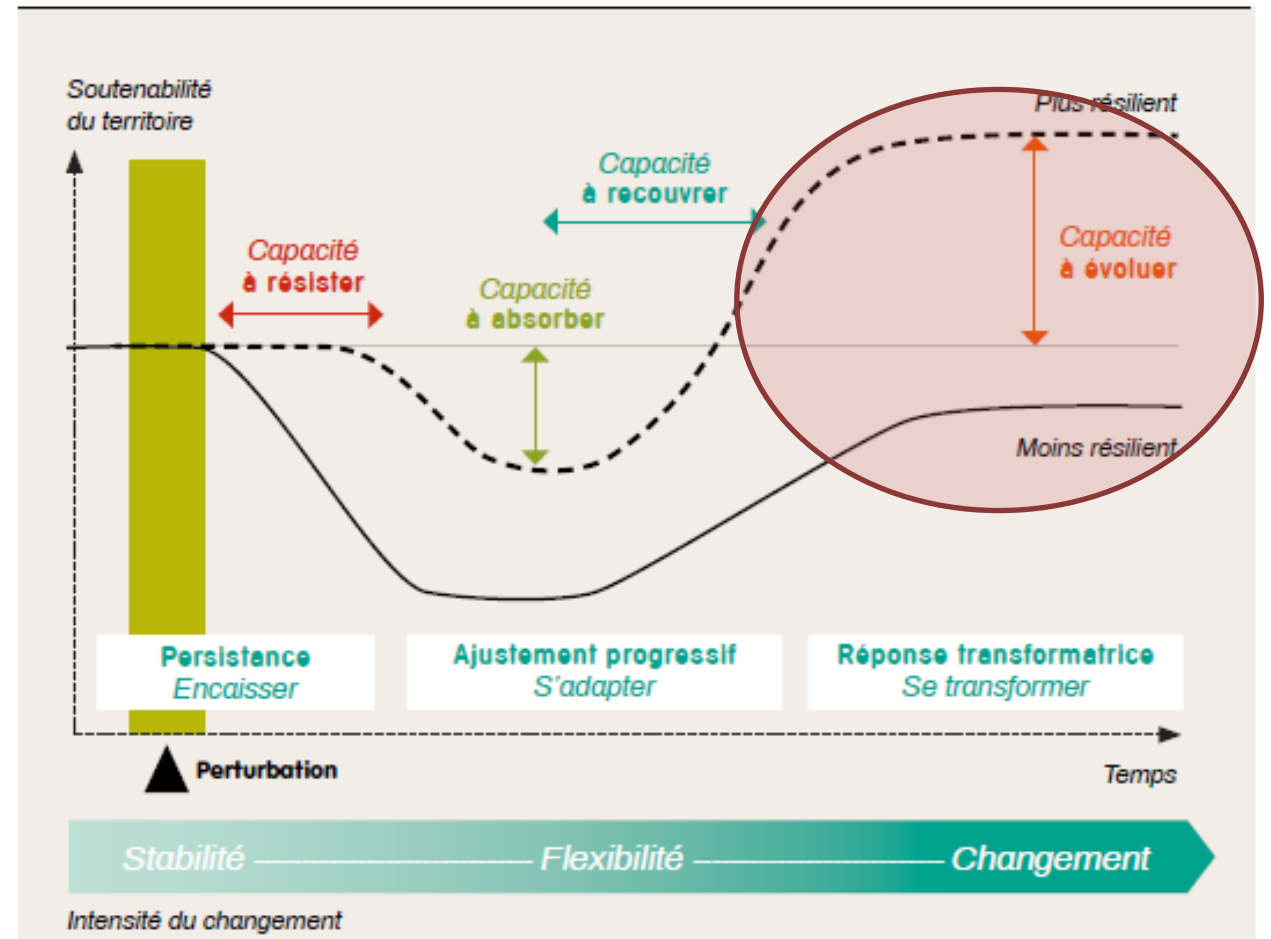 Soutenabilité
du territoire
Plus résilient
Capacité
à recouvrer
Capacité
à résister
Capacité
à absorber
Capacité
à évoluer
Moins résilient
Persistance
Encaisser
Ajustement progressif
S'adapter
Réponse transformatrice
Se transformer
Perturbation
Temps
Stabilité
Flexibilité
Changement
Intensité du changement